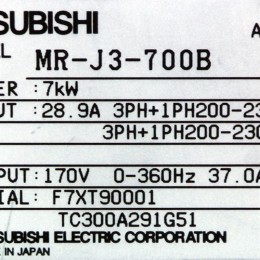 SUBISHI A
L MR-J3-700B
ER :7kW
UT :28.9A 3PH+1PH200-230
3PH+1PH200-230
PUT:170V 0-360Hz 37.0A
IAL: F7XT90001
TC300A291G51
SUBISHI ELECTRIC CORPORATION
E IN JAPAN